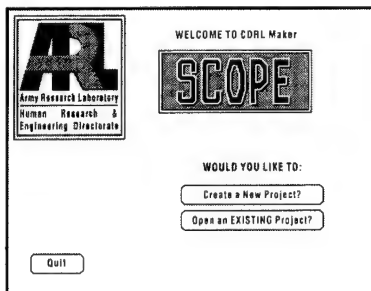 ARL
Army Research Laboratory
Human Research &
Engineering Directorate
WELCOME TO CDRL Maker
SCOPE
WOULD YOU LIKE TO:
Create a New Project?
Open an EXISTING Project?
Quit